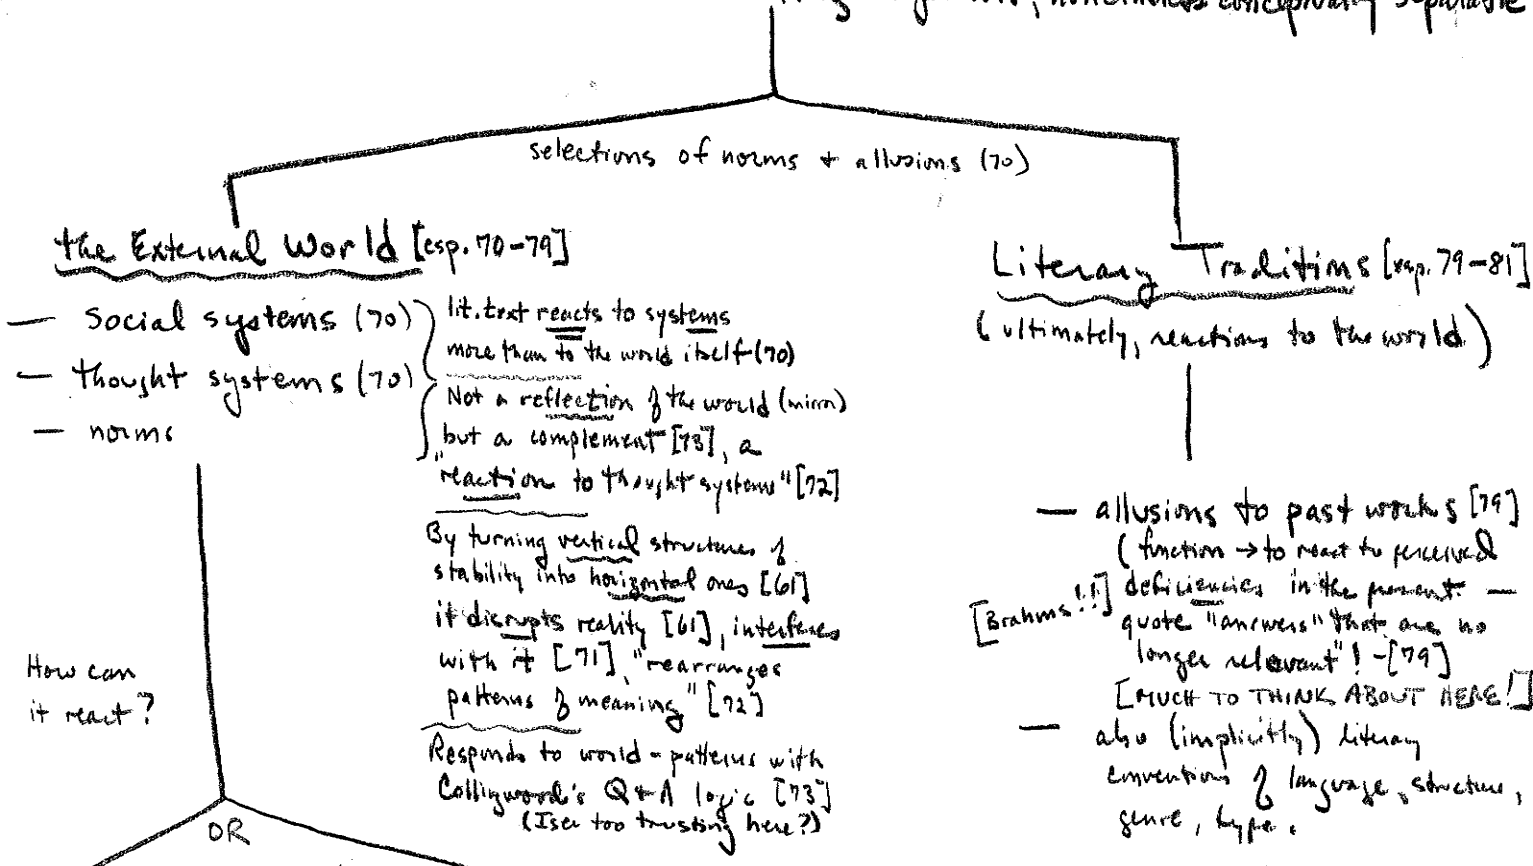 nonetheless conceptually separable
selections of norms + allusions (70)
the External World [esp. 70-79]
— Social systems (70)
— thought systems (70)
— norms
lit. text reacts to systems
more than to the world itself (70)
Not a reflection of the world (mirror)
but a complement [73], a
"reaction to thought systems" [72]
By turning vertical structures of
stability into horizontal ones [61]
it disrupts reality [61], interferes
with it [71], "rearranges
patterns of meaning" [72]
Responds to world-patterns with
Collingwood's Q+A logic [73]
(Iser too trusting here?)
How can
it react?
OR
Literary Traditions [esp. 79-81]
(ultimately, reactions to the world)
— allusions to past works [79]
(function → to react to perceived
deficiencies in the present —
quote "answers" that are no
longer relevant"! - [79]
[Brahms!!]
[MUCH TO THINK ABOUT HERE!]
— also (implicitly) literary
conventions of language, structure,
genre, type.